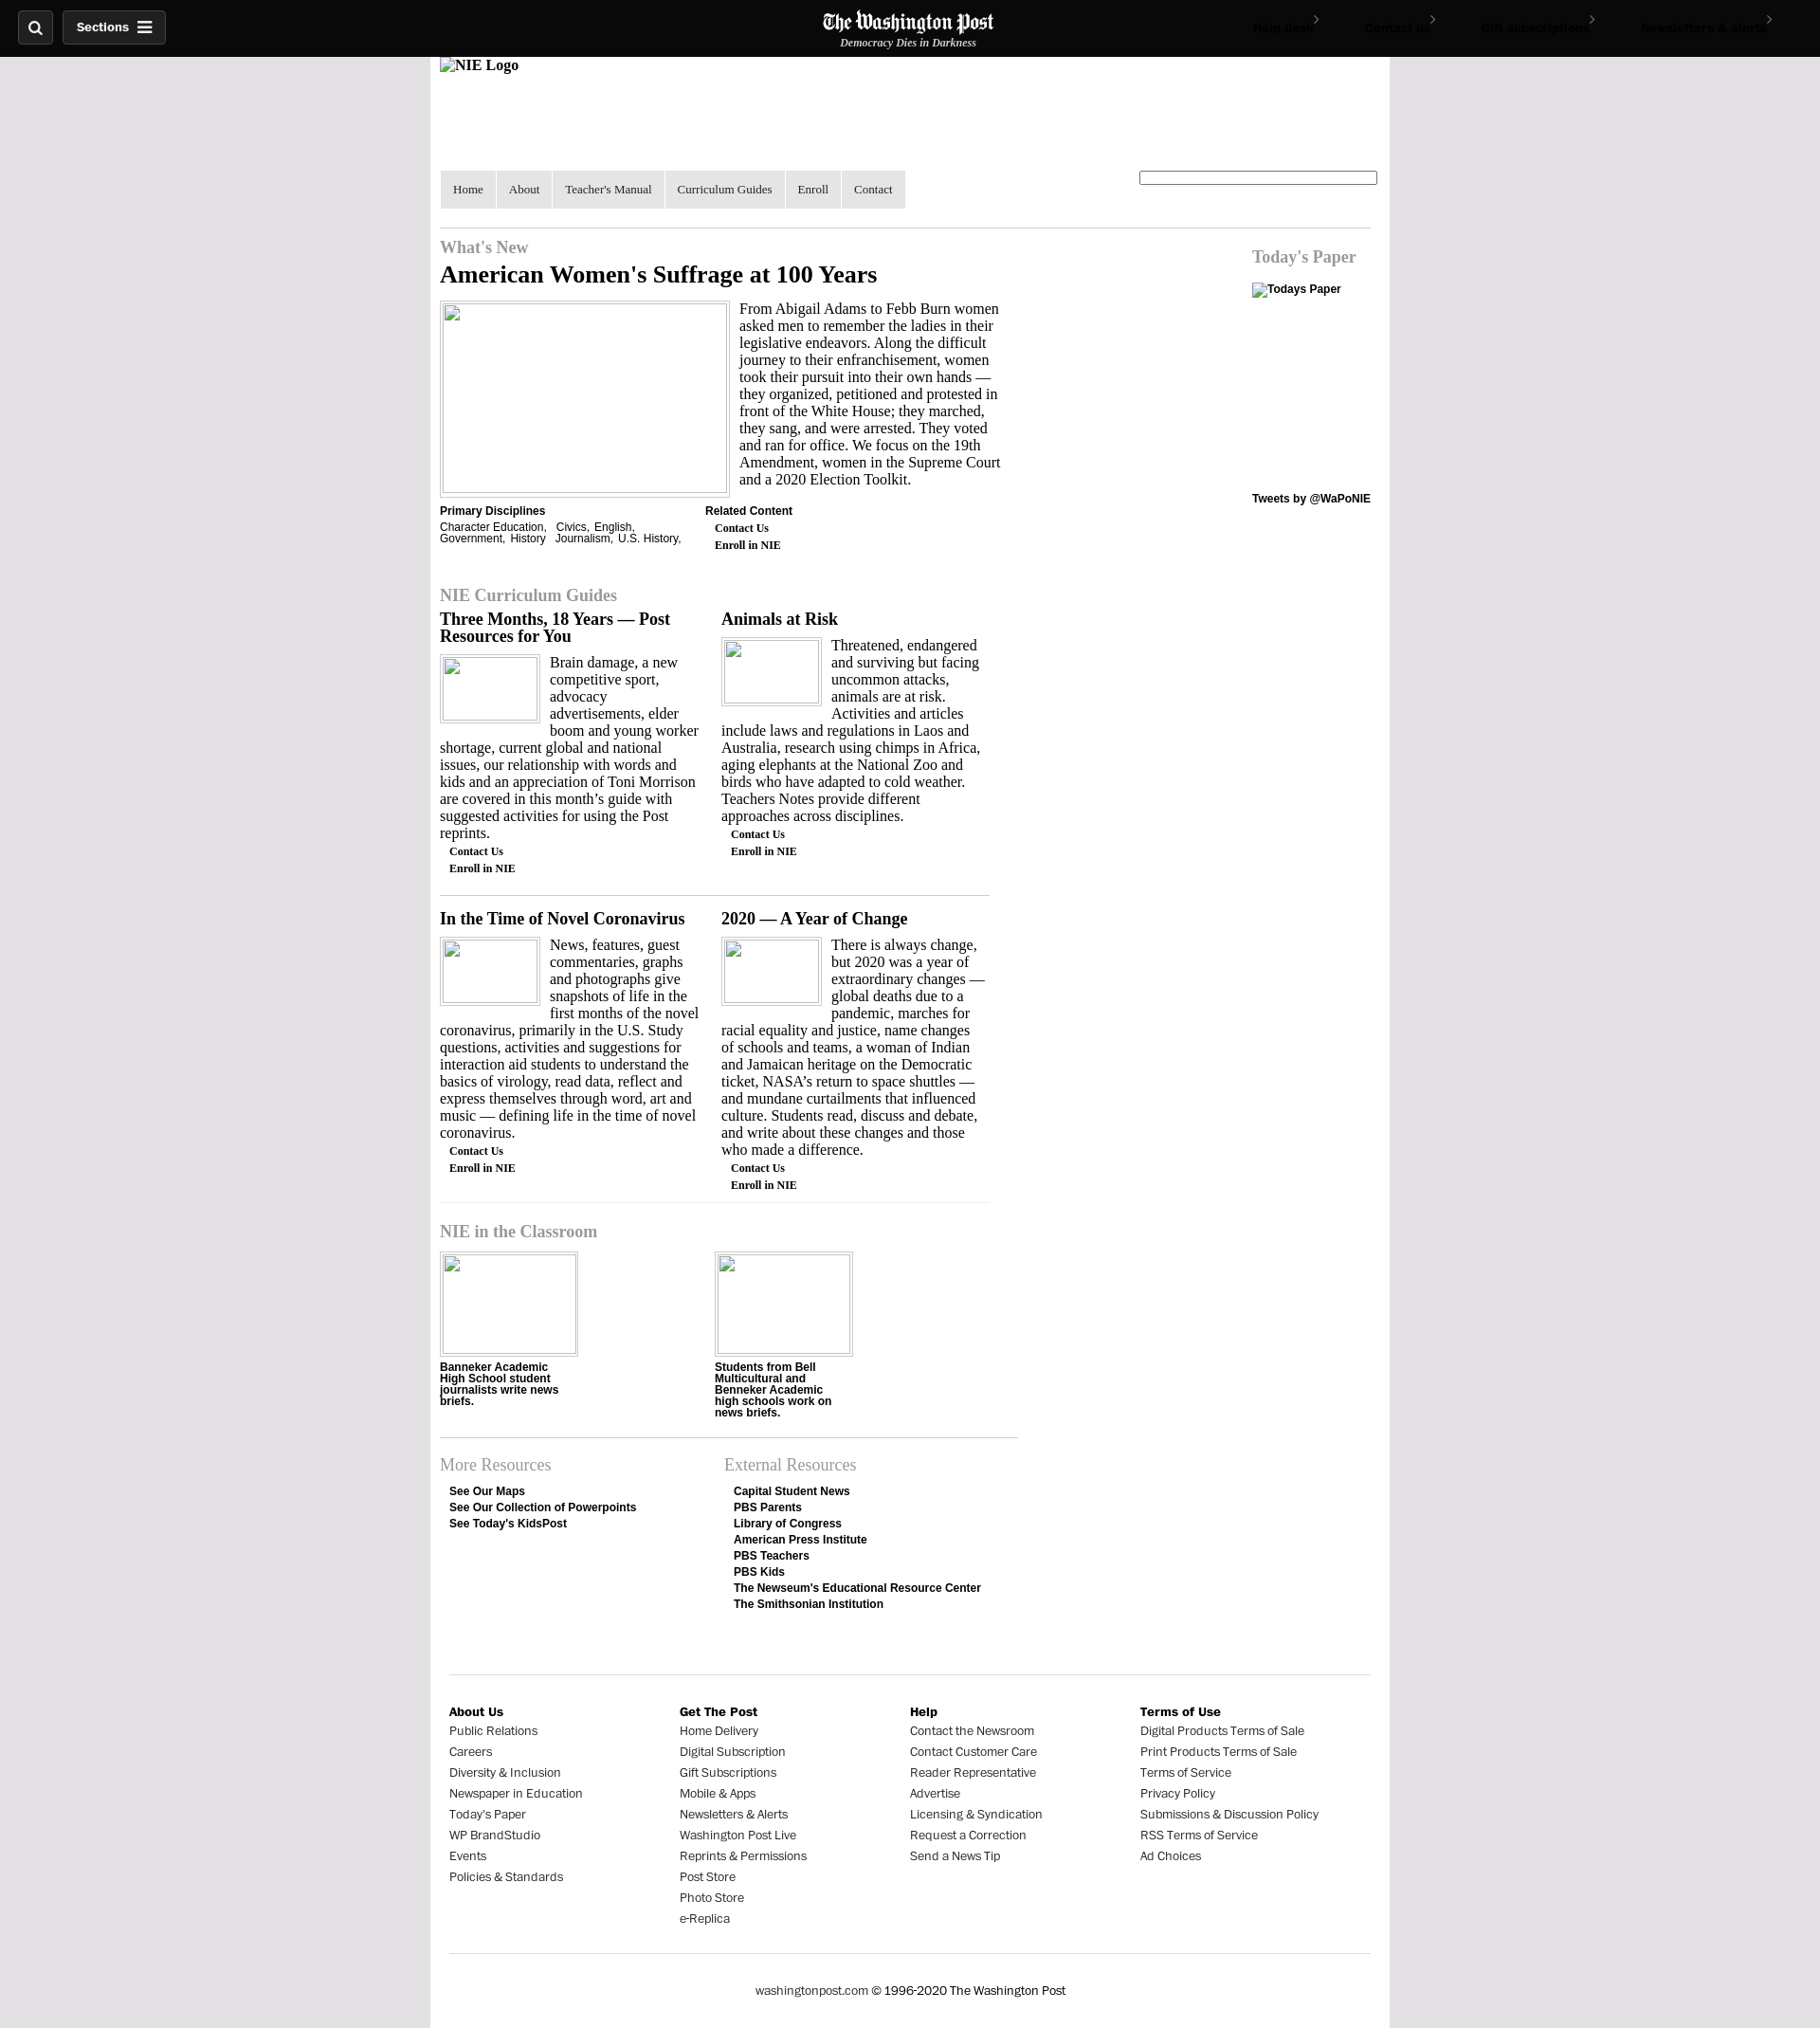 Sections
The Washington Post
Democracy Dies in Darkness
Help desk
Contact us
Gift subscriptions
Newsletters & alerts
NIE Logo
Home
About
Teacher's Manual
Curriculum Guides
Enroll
Contact
What's New
American Women's Suffrage at 100 Years
From Abigail Adams to Febb Burn women
asked men to remember the ladies in their
legislative endeavors. Along the difficult
journey to their enfranchisement, women
took their pursuit into their own hands —
they organized, petitioned and protested in
front of the White House; they marched,
they sang, and were arrested. They voted
and ran for office. We focus on the 19th
Amendment, women in the Supreme Court
and a 2020 Election Toolkit.
Primary Disciplines
Character Education, Civics, English,
Government, History Journalism, U.S. History,
Related Content
Contact Us
Enroll in NIE
Today's Paper
Todays Paper
Tweets by @WaPoNIE
NIE Curriculum Guides
Three Months, 18 Years — Post
Resources for You
Brain damage, a new
competitive sport,
advocacy
advertisements, elder
boom and young worker
shortage, current global and national
issues, our relationship with words and
kids and an appreciation of Toni Morrison
are covered in this month’s guide with
suggested activities for using the Post
reprints.
Contact Us
Enroll in NIE
Animals at Risk
Threatened, endangered
and surviving but facing
uncommon attacks,
animals are at risk.
Activities and articles
include laws and regulations in Laos and
Australia, research using chimps in Africa,
aging elephants at the National Zoo and
birds who have adapted to cold weather.
Teachers Notes provide different
approaches across disciplines.
Contact Us
Enroll in NIE
In the Time of Novel Coronavirus
News, features, guest
commentaries, graphs
and photographs give
snapshots of life in the
first months of the novel
coronavirus, primarily in the U.S. Study
questions, activities and suggestions for
interaction aid students to understand the
basics of virology, read data, reflect and
express themselves through word, art and
music — defining life in the time of novel
coronavirus.
Contact Us
Enroll in NIE
2020 — A Year of Change
There is always change,
but 2020 was a year of
extraordinary changes —
global deaths due to a
pandemic, marches for
racial equality and justice, name changes
of schools and teams, a woman of Indian
and Jamaican heritage on the Democratic
ticket, NASA’s return to space shuttles —
and mundane curtailments that influenced
culture. Students read, discuss and debate,
and write about these changes and those
who made a difference.
Contact Us
Enroll in NIE
NIE in the Classroom
Banneker Academic
High School student
journalists write news
briefs.
Students from Bell
Multicultural and
Benneker Academic
high schools work on
news briefs.
More Resources
See Our Maps
See Our Collection of Powerpoints
See Today's KidsPost
External Resources
Capital Student News
PBS Parents
Library of Congress
American Press Institute
PBS Teachers
PBS Kids
The Newseum's Educational Resource Center
The Smithsonian Institution
About Us
Public Relations
Careers
Diversity & Inclusion
Newspaper in Education
Today's Paper
WP BrandStudio
Events
Policies & Standards
Get The Post
Home Delivery
Digital Subscription
Gift Subscriptions
Mobile & Apps
Newsletters & Alerts
Washington Post Live
Reprints & Permissions
Post Store
Photo Store
e-Replica
Help
Contact the Newsroom
Contact Customer Care
Reader Representative
Advertise
Licensing & Syndication
Request a Correction
Send a News Tip
Terms of Use
Digital Products Terms of Sale
Print Products Terms of Sale
Terms of Service
Privacy Policy
Submissions & Discussion Policy
RSS Terms of Service
Ad Choices
washingtonpost.com © 1996-2020 The Washington Post